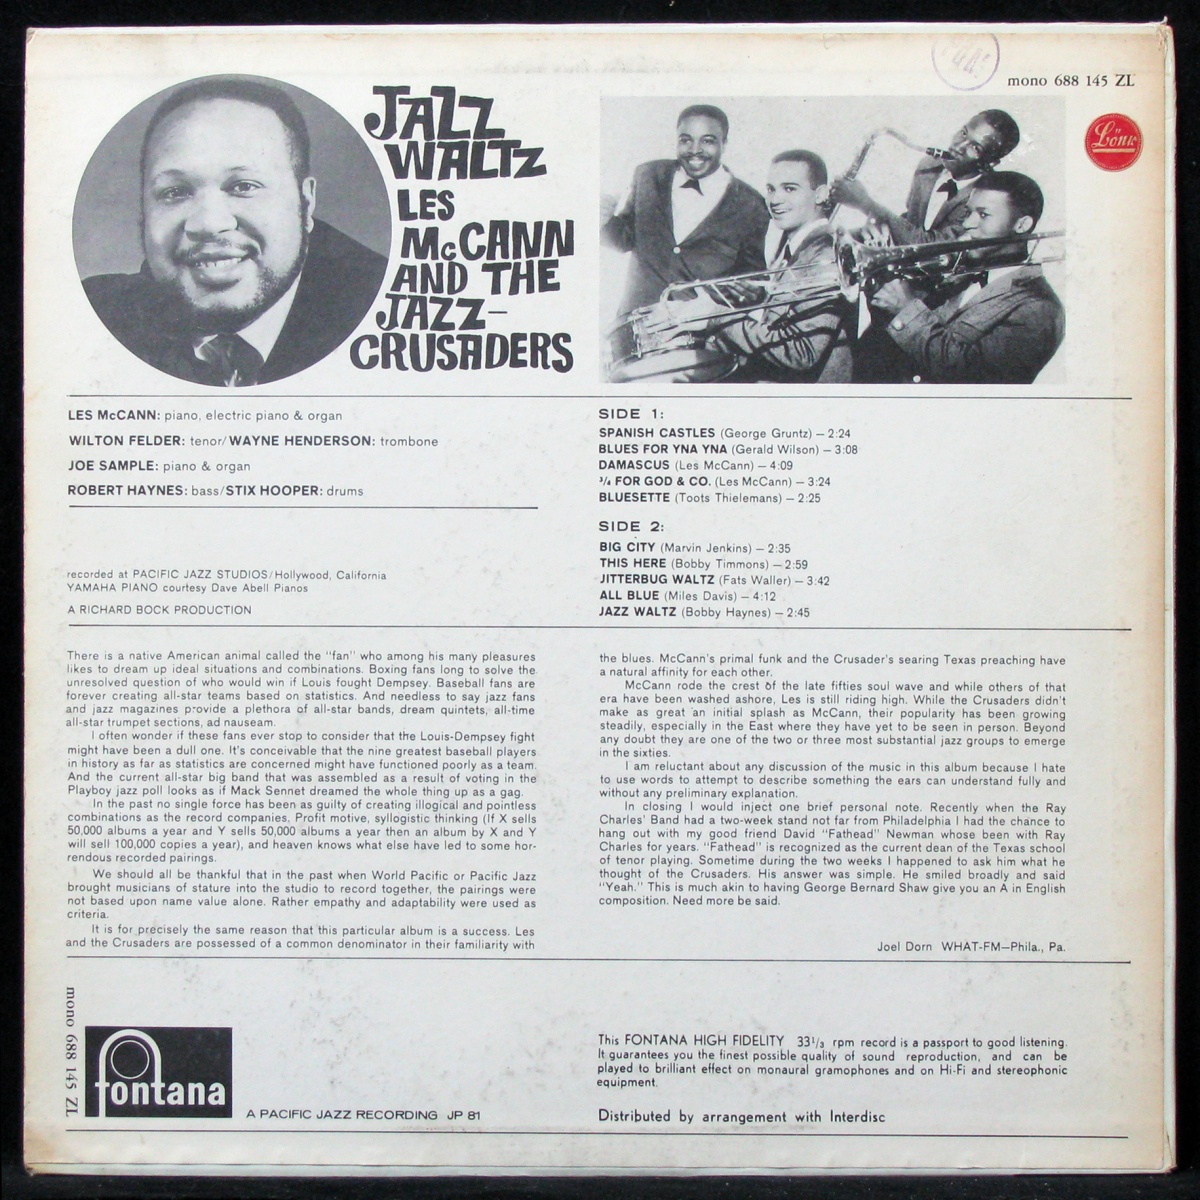 mono 688 145 ZL
Lönk
JAZZ
WALTZ
LES
McCANN
AND THE
JAZZ-
CRUSADERS
LES McCANN: piano, electric piano & organ
WILTON FELDER: tenor/WAYNE HENDERSON: trombone
JOE SAMPLE: piano & organ
ROBERT HAYNES: bass/STIX HOOPER: drums
recorded at PACIFIC JAZZ STUDIOS/Hollywood, California
YAMAHA PIANO courtesy Dave Abell Pianos
A RICHARD BOCK PRODUCTION
SIDE 1:
SPANISH CASTLES (George Gruntz) – 2:24
BLUES FOR YNA YNA (Gerald Wilson) – 3:08
DAMASCUS (Les McCann) – 4:09
¾ FOR GOD & CO. (Les McCann) – 3:24
BLUESETTE (Toots Thielemans) – 2:25
SIDE 2:
BIG CITY (Marvin Jenkins) – 2:35
THIS HERE (Bobby Timmons) – 2:59
JITTERBUG WALTZ (Fats Waller) – 3:42
ALL BLUE (Miles Davis) – 4:12
JAZZ WALTZ (Bobby Haynes) – 2:45
There is a native American animal called the "fan" who among his many pleasures
likes to dream up ideal situations and combinations. Boxing fans long to solve the
unresolved question of who would win if Louis fought Dempsey. Baseball fans are
forever creating all-star teams based on statistics. And needless to say jazz fans
and jazz magazines provide a plethora of all-star bands, dream quintets, all-time
all-star trumpet sections, ad nauseam.
I often wonder if these fans ever stop to consider that the Louis-Dempsey fight
might have been a dull one. It's conceivable that the nine greatest baseball players
in history as far as statistics are concerned might have functioned poorly as a team.
And the current all-star big band that was assembled as a result of voting in the
Playboy jazz poll looks as if Mack Sennet dreamed the whole thing up as a gag.
In the past no single force has been as guilty of creating illogical and pointless
combinations as the record companies. Profit motive, syllogistic thinking (If X sells
50,000 albums a year and Y sells 50,000 albums a year then an album by X and Y
will sell 100,000 copies a year), and heaven knows what else have led to some hor-
rendous recorded pairings.
We should all be thankful that in the past when World Pacific or Pacific Jazz
brought musicians of stature into the studio to record together, the pairings were
not based upon name value alone. Rather empathy and adaptability were used as
criteria.
It is for precisely the same reason that this particular album is a success. Les
and the Crusaders are possessed of a common denominator in their familiarity with
the blues. McCann's primal funk and the Crusader's searing Texas preaching have
a natural affinity for each other.
McCann rode the crest of the late fifties soul wave and while others of that
era have been washed ashore, Les is still riding high. While the Crusaders didn't
make as great an initial splash as McCann, their popularity has been growing
steadily, especially in the East where they have yet to be seen in person. Beyond
any doubt they are one of the two or three most substantial jazz groups to emerge
in the sixties.
I am reluctant about any discussion of the music in this album because I hate
to use words to attempt to describe something the ears can understand fully and
without any preliminary explanation.
In closing I would inject one brief personal note. Recently when the Ray
Charles' Band had a two-week stand not far from Philadelphia I had the chance to
hang out with my good friend David "Fathead" Newman whose been with Ray
Charles for years. "Fathead" is recognized as the current dean of the Texas school
of tenor playing. Sometime during the two weeks I happened to ask him what he
thought of the Crusaders. His answer was simple. He smiled broadly and said
"Yeah." This is much akin to having George Bernard Shaw give you an A in English
composition. Need more be said.
Joel Dorn WHAT-FM—Phila., Pa.
mono 688 145 ZL
fontana
A PACIFIC JAZZ RECORDING JP 81
This FONTANA HIGH FIDELITY 33⅓ rpm record is a passport to good listening.
It guarantees you the finest possible quality of sound reproduction, and can be
played to brilliant effect on monaural gramophones and on Hi-Fi and stereophonic
equipment.
Distributed by arrangement with Interdisc